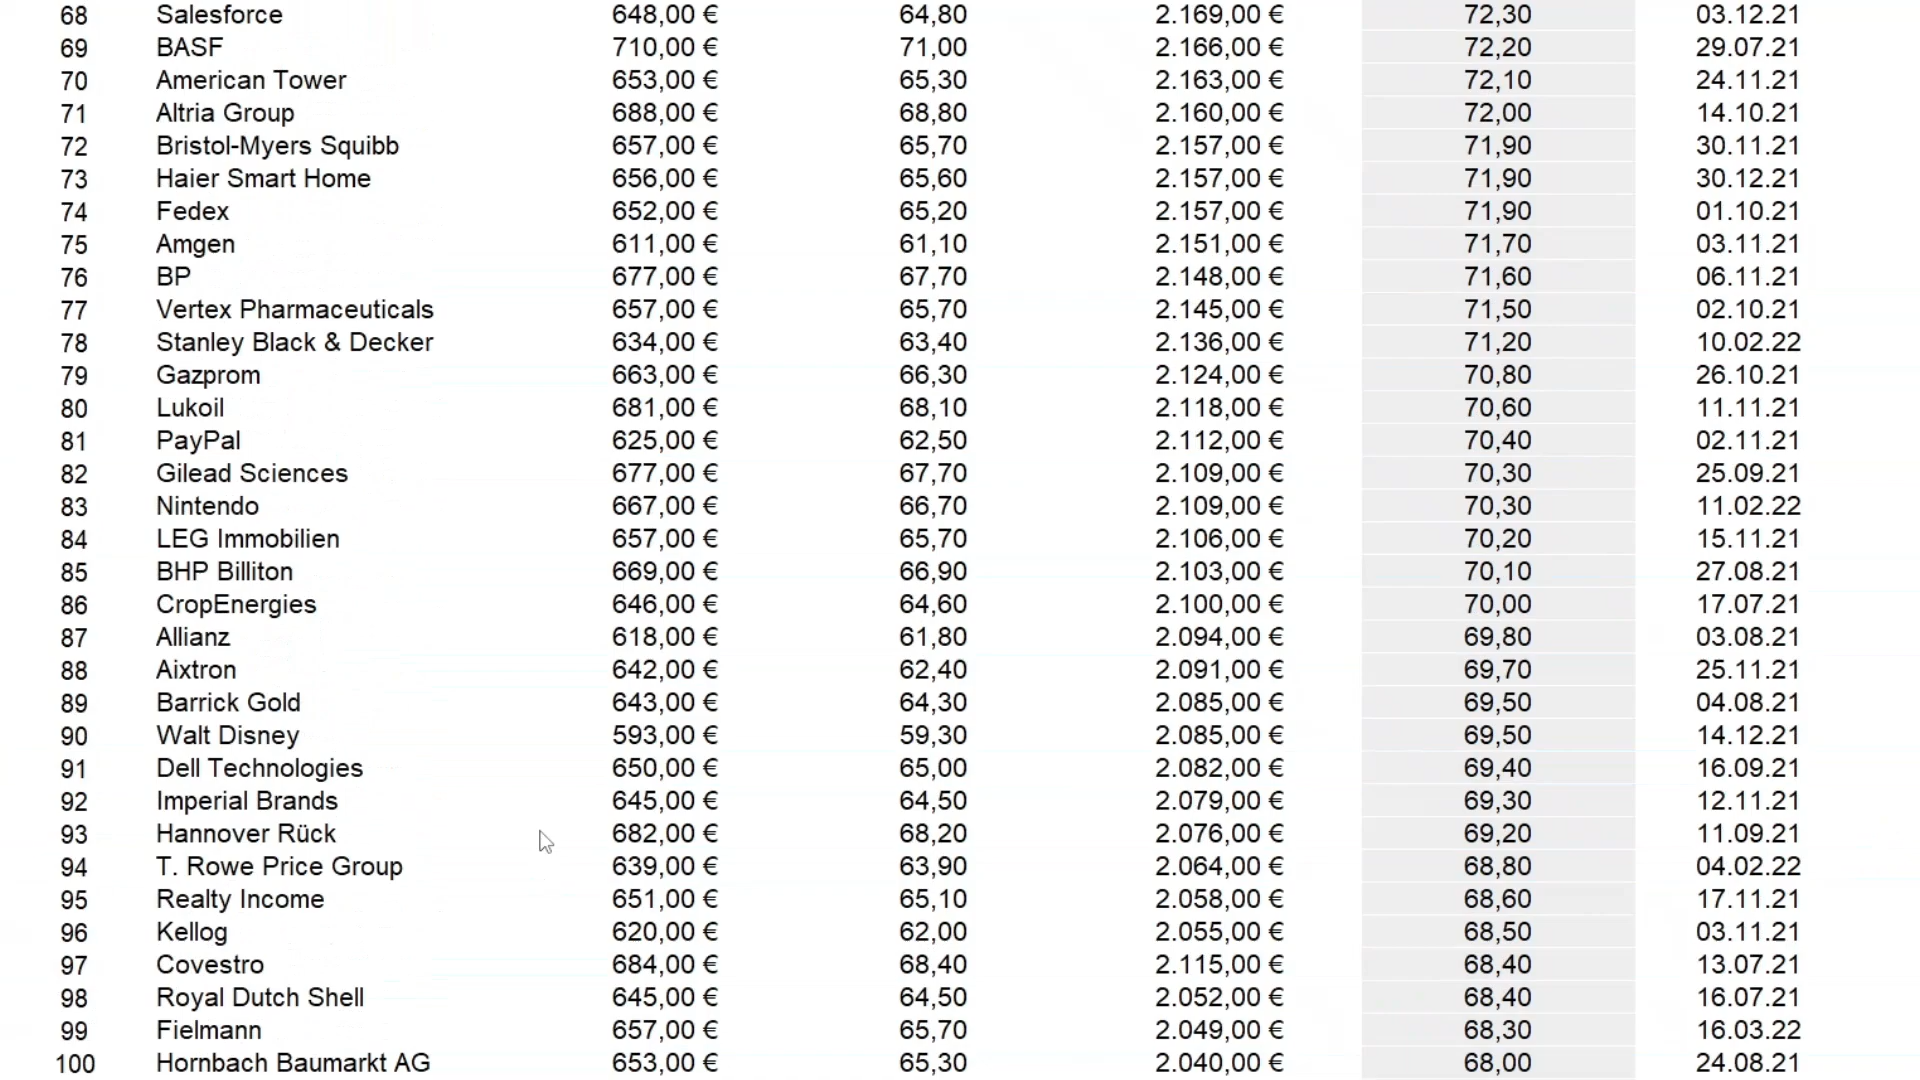 68 Salesforce 648,00 € 64,80 2.169,00 € 72,30 03.12.21
69 BASF 710,00 € 71,00 2.166,00 € 72,20 29.07.21
70 American Tower 653,00 € 65,30 2.163,00 € 72,10 24.11.21
71 Altria Group 688,00 € 68,80 2.160,00 € 72,00 14.10.21
72 Bristol-Myers Squibb 657,00 € 65,70 2.157,00 € 71,90 30.11.21
73 Haier Smart Home 656,00 € 65,60 2.157,00 € 71,90 30.12.21
74 Fedex 652,00 € 65,20 2.157,00 € 71,90 01.10.21
75 Amgen 611,00 € 61,10 2.151,00 € 71,70 03.11.21
76 BP 677,00 € 67,70 2.148,00 € 71,60 06.11.21
77 Vertex Pharmaceuticals 657,00 € 65,70 2.145,00 € 71,50 02.10.21
78 Stanley Black & Decker 634,00 € 63,40 2.136,00 € 71,20 10.02.22
79 Gazprom 663,00 € 66,30 2.124,00 € 70,80 26.10.21
80 Lukoil 681,00 € 68,10 2.118,00 € 70,60 11.11.21
81 PayPal 625,00 € 62,50 2.112,00 € 70,40 02.11.21
82 Gilead Sciences 677,00 € 67,70 2.109,00 € 70,30 25.09.21
83 Nintendo 667,00 € 66,70 2.109,00 € 70,30 11.02.22
84 LEG Immobilien 657,00 € 65,70 2.106,00 € 70,20 15.11.21
85 BHP Billiton 669,00 € 66,90 2.103,00 € 70,10 27.08.21
86 CropEnergies 646,00 € 64,60 2.100,00 € 70,00 17.07.21
87 Allianz 618,00 € 61,80 2.094,00 € 69,80 03.08.21
88 Aixtron 642,00 € 62,40 2.091,00 € 69,70 25.11.21
89 Barrick Gold 643,00 € 64,30 2.085,00 € 69,50 04.08.21
90 Walt Disney 593,00 € 59,30 2.085,00 € 69,50 14.12.21
91 Dell Technologies 650,00 € 65,00 2.082,00 € 69,40 16.09.21
92 Imperial Brands 645,00 € 64,50 2.079,00 € 69,30 12.11.21
93 Hannover Rück 682,00 € 68,20 2.076,00 € 69,20 11.09.21
94 T. Rowe Price Group 639,00 € 63,90 2.064,00 € 68,80 04.02.22
95 Realty Income 651,00 € 65,10 2.058,00 € 68,60 17.11.21
96 Kellog 620,00 € 62,00 2.055,00 € 68,50 03.11.21
97 Covestro 684,00 € 68,40 2.115,00 € 68,40 13.07.21
98 Royal Dutch Shell 645,00 € 64,50 2.052,00 € 68,40 16.07.21
99 Fielmann 657,00 € 65,70 2.049,00 € 68,30 16.03.22
100 Hornbach Baumarkt AG 653,00 € 65,30 2.040,00 € 68,00 24.08.21